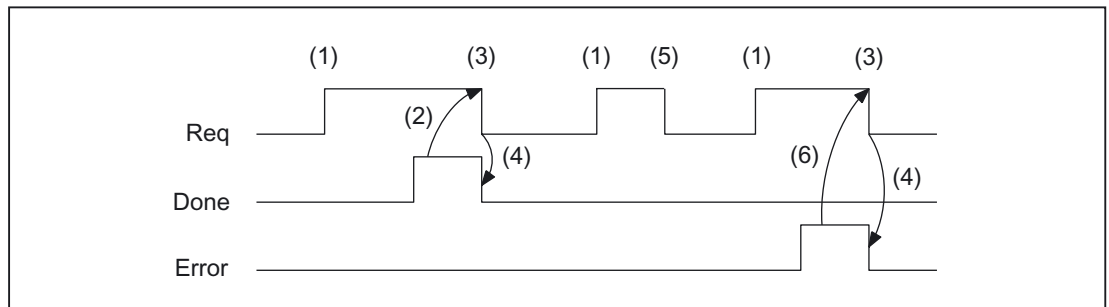 (1) (3) (1) (5) (1) (3)
Req (2) (6)
(4) (4)
Done
Error